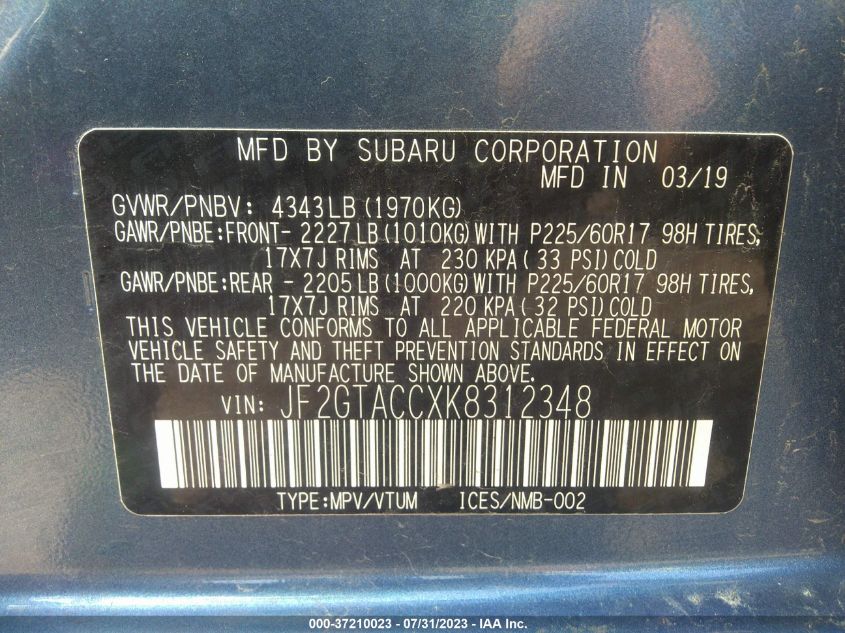 MFD BY SUBARU CORPORATION
MFD IN 03/19
GVWR/PNBV: 4343LB(1970KG)
GAWR/PNBE:FRONT- 2227LB(1010KG)WITH P225/60R17 98H TIRES,
17X7J RIMS AT 230 KPA(33 PSI)COLD
GAWR/PNBE:REAR - 2205LB(1000KG)WITH P225/60R17 98H TIRES,
17X7J RIMS AT 220 KPA(32 PSI)COLD
THIS VEHICLE CONFORMS TO ALL APPLICABLE FEDERAL MOTOR
VEHICLE SAFETY AND THEFT PREVENTION STANDARDS IN EFFECT ON
THE DATE OF MANUFACTURE SHOWN ABOVE.
VIN: JF2GTACCXK8312348
TYPE:MPV/VTUM ICES/NMB-002
000-37210023 - 07/31/2023 - IAA Inc.